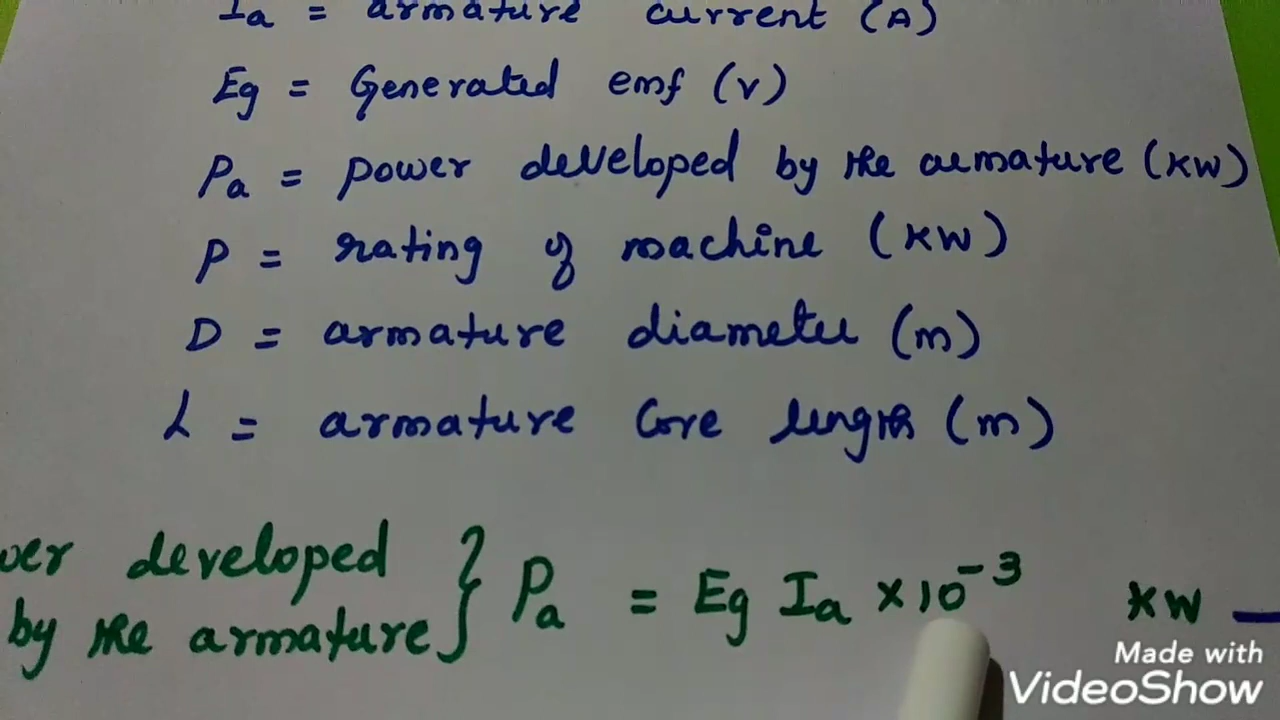 Ia = armature current (A)
Eg = Generated emf (V)
Pa = power developed by the armature (KW)
P = rating of machine (KW)
D = armature diameter (m)
L = armature Core length (m)
wer developed
by the armature } Pa = Eg Ia × 10⁻³ KW
Made with
VideoShow